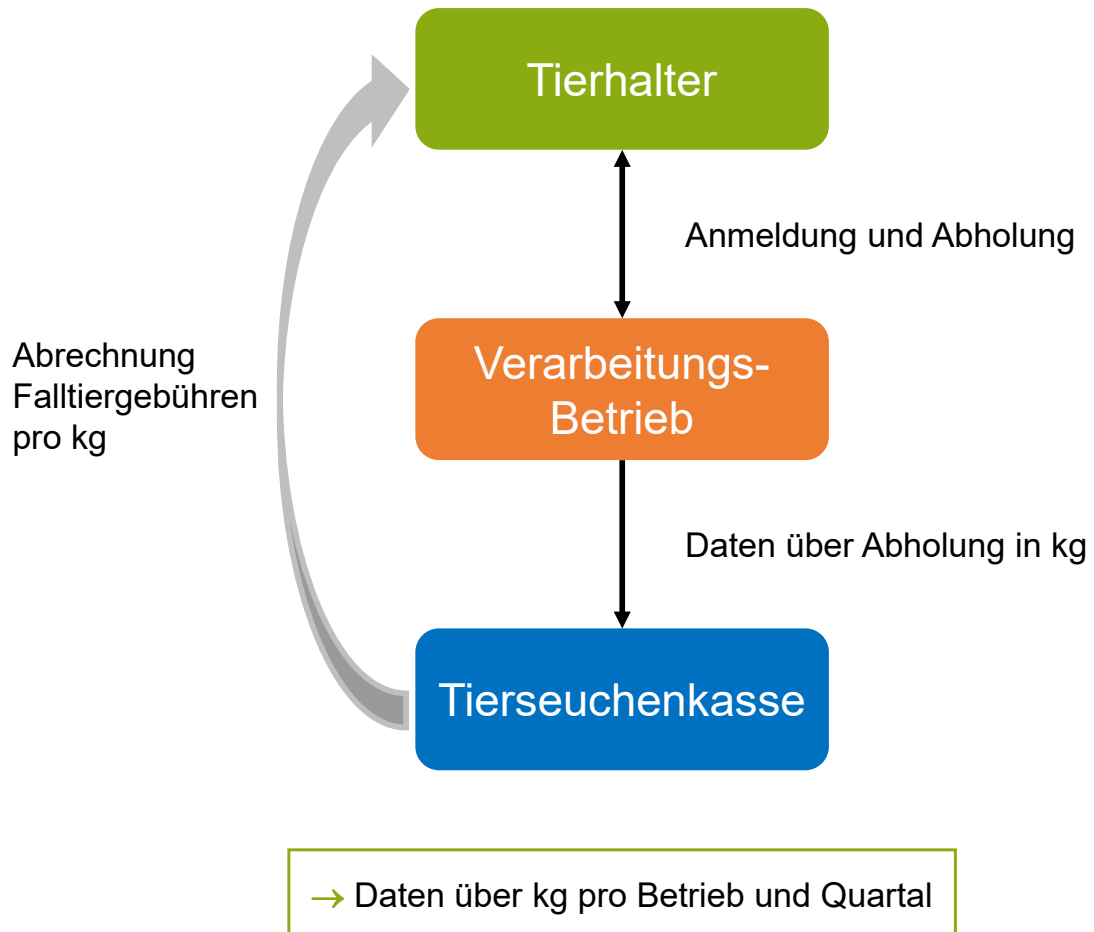 Tierhalter
Anmeldung und Abholung
Verarbeitungs-
Betrieb
Abrechnung
Falltiergebühren
pro kg
Daten über Abholung in kg
Tierseuchenkasse
→ Daten über kg pro Betrieb und Quartal